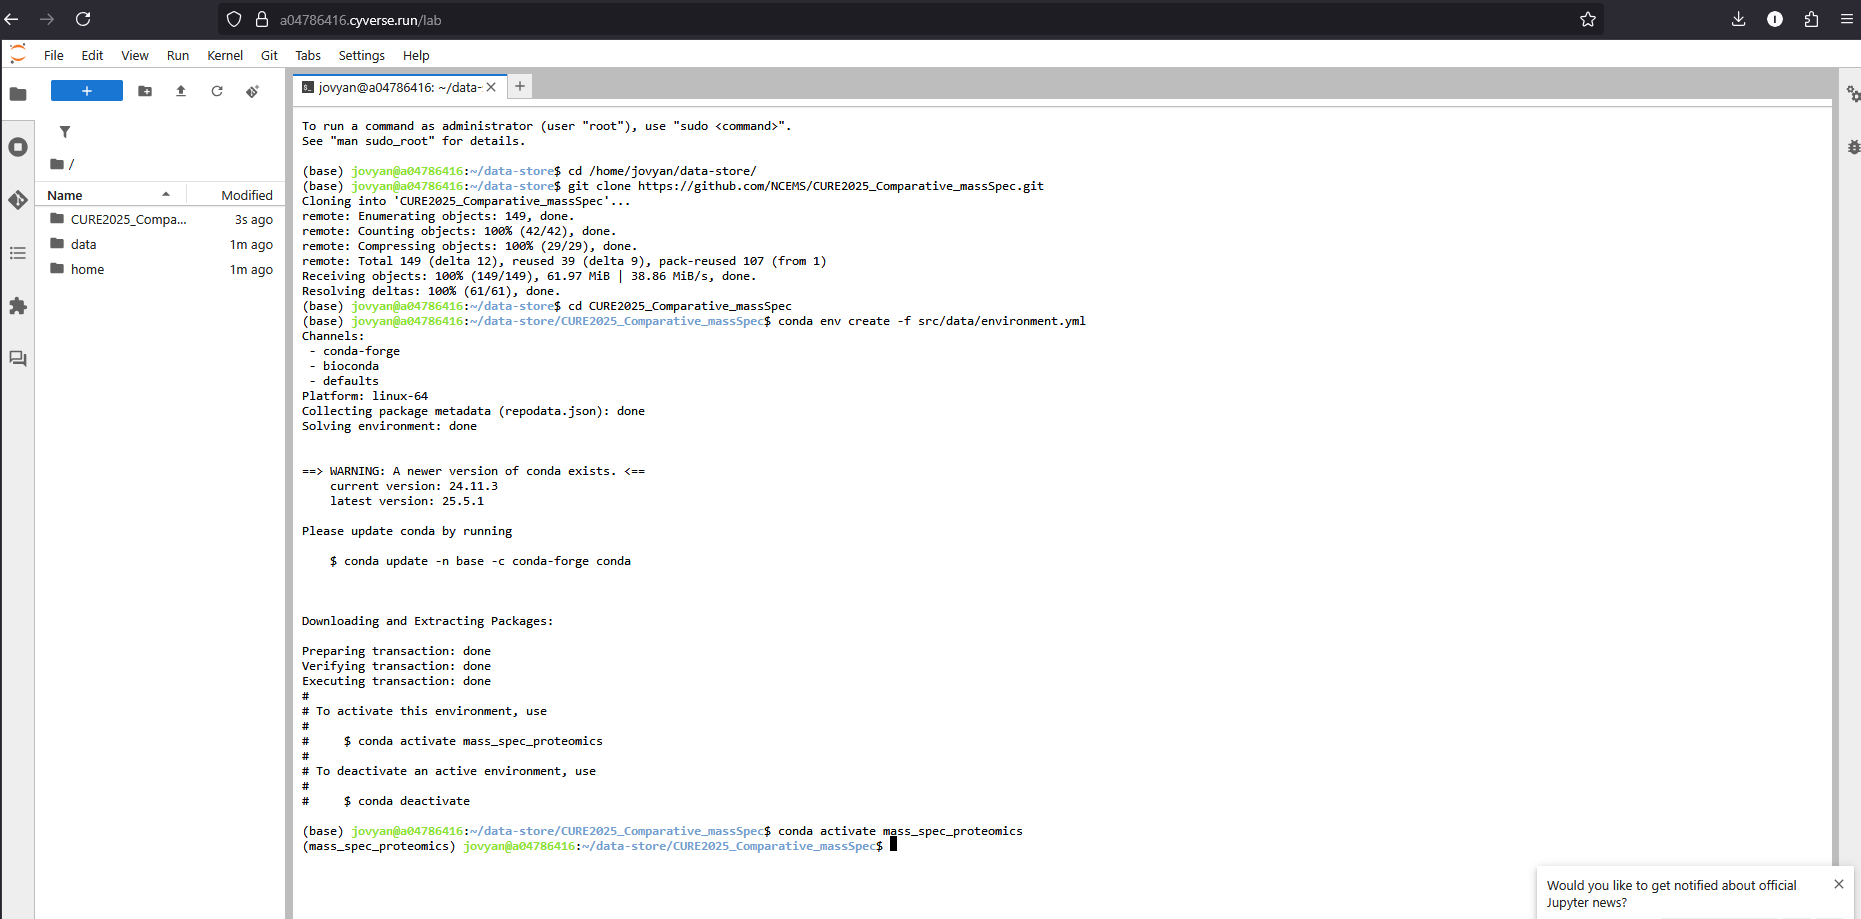 a04786416.cyverse.run/lab
File Edit View Run Kernel Git Tabs Settings Help
jovyan@a04786416: ~/data-
/
Name Modified
CURE2025_Compa... 3s ago
data 1m ago
home 1m ago
To run a command as administrator (user "root"), use "sudo <command>".
See "man sudo_root" for details.
(base) jovyan@a04786416:~/data-store$ cd /home/jovyan/data-store/
(base) jovyan@a04786416:~/data-store$ git clone https://github.com/NCEMS/CURE2025_Comparative_massSpec.git
Cloning into 'CURE2025_Comparative_massSpec'...
remote: Enumerating objects: 149, done.
remote: Counting objects: 100% (42/42), done.
remote: Compressing objects: 100% (29/29), done.
remote: Total 149 (delta 12), reused 39 (delta 9), pack-reused 107 (from 1)
Receiving objects: 100% (149/149), 61.97 MiB | 38.86 MiB/s, done.
Resolving deltas: 100% (61/61), done.
(base) jovyan@a04786416:~/data-store$ cd CURE2025_Comparative_massSpec
(base) jovyan@a04786416:~/data-store/CURE2025_Comparative_massSpec$ conda env create -f src/data/environment.yml
Channels:
- conda-forge
- bioconda
- defaults
Platform: linux-64
Collecting package metadata (repodata.json): done
Solving environment: done
==> WARNING: A newer version of conda exists. <==
current version: 24.11.3
latest version: 25.5.1
Please update conda by running
$ conda update -n base -c conda-forge conda
Downloading and Extracting Packages:
Preparing transaction: done
Verifying transaction: done
Executing transaction: done
#
# To activate this environment, use
#
# $ conda activate mass_spec_proteomics
#
# To deactivate an active environment, use
#
# $ conda deactivate
(base) jovyan@a04786416:~/data-store/CURE2025_Comparative_massSpec$ conda activate mass_spec_proteomics
(mass_spec_proteomics) jovyan@a04786416:~/data-store/CURE2025_Comparative_massSpec$
Would you like to get notified about official
Jupyter news?